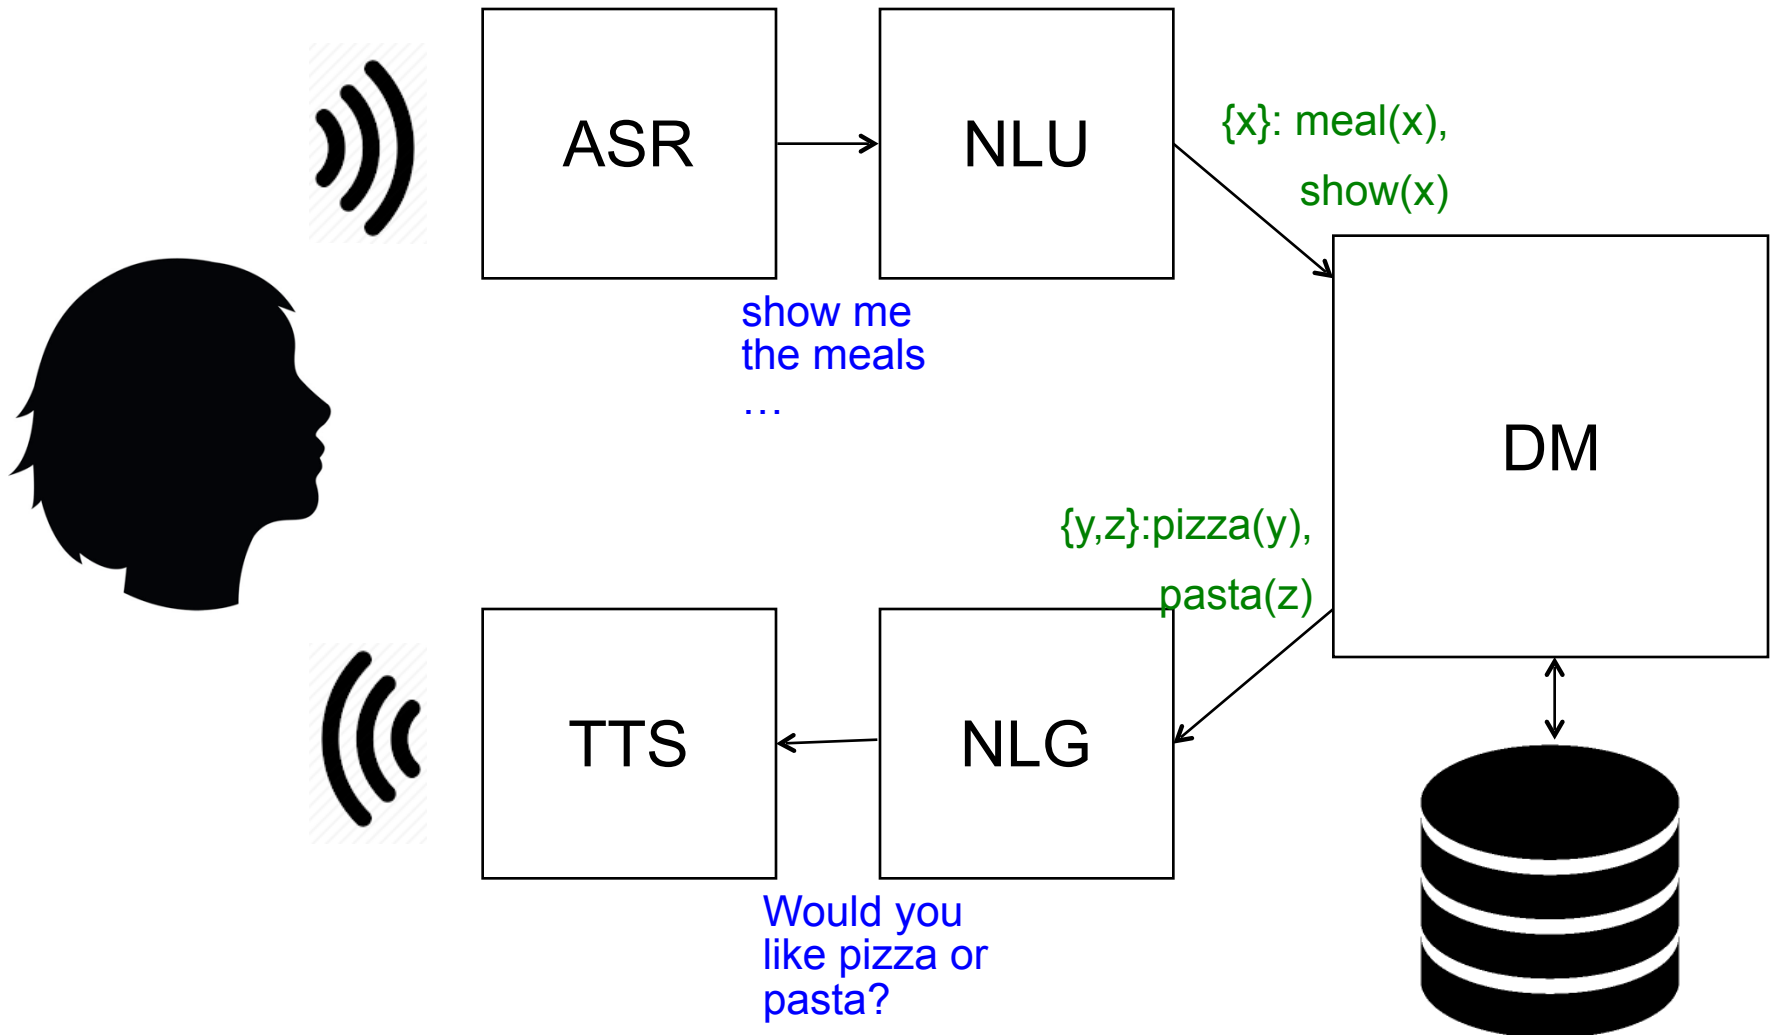 ASR
NLU
{x}: meal(x),
show(x)
show me
the meals
…
DM
{y,z}:pizza(y),
pasta(z)
TTS
NLG
Would you
like pizza or
pasta?